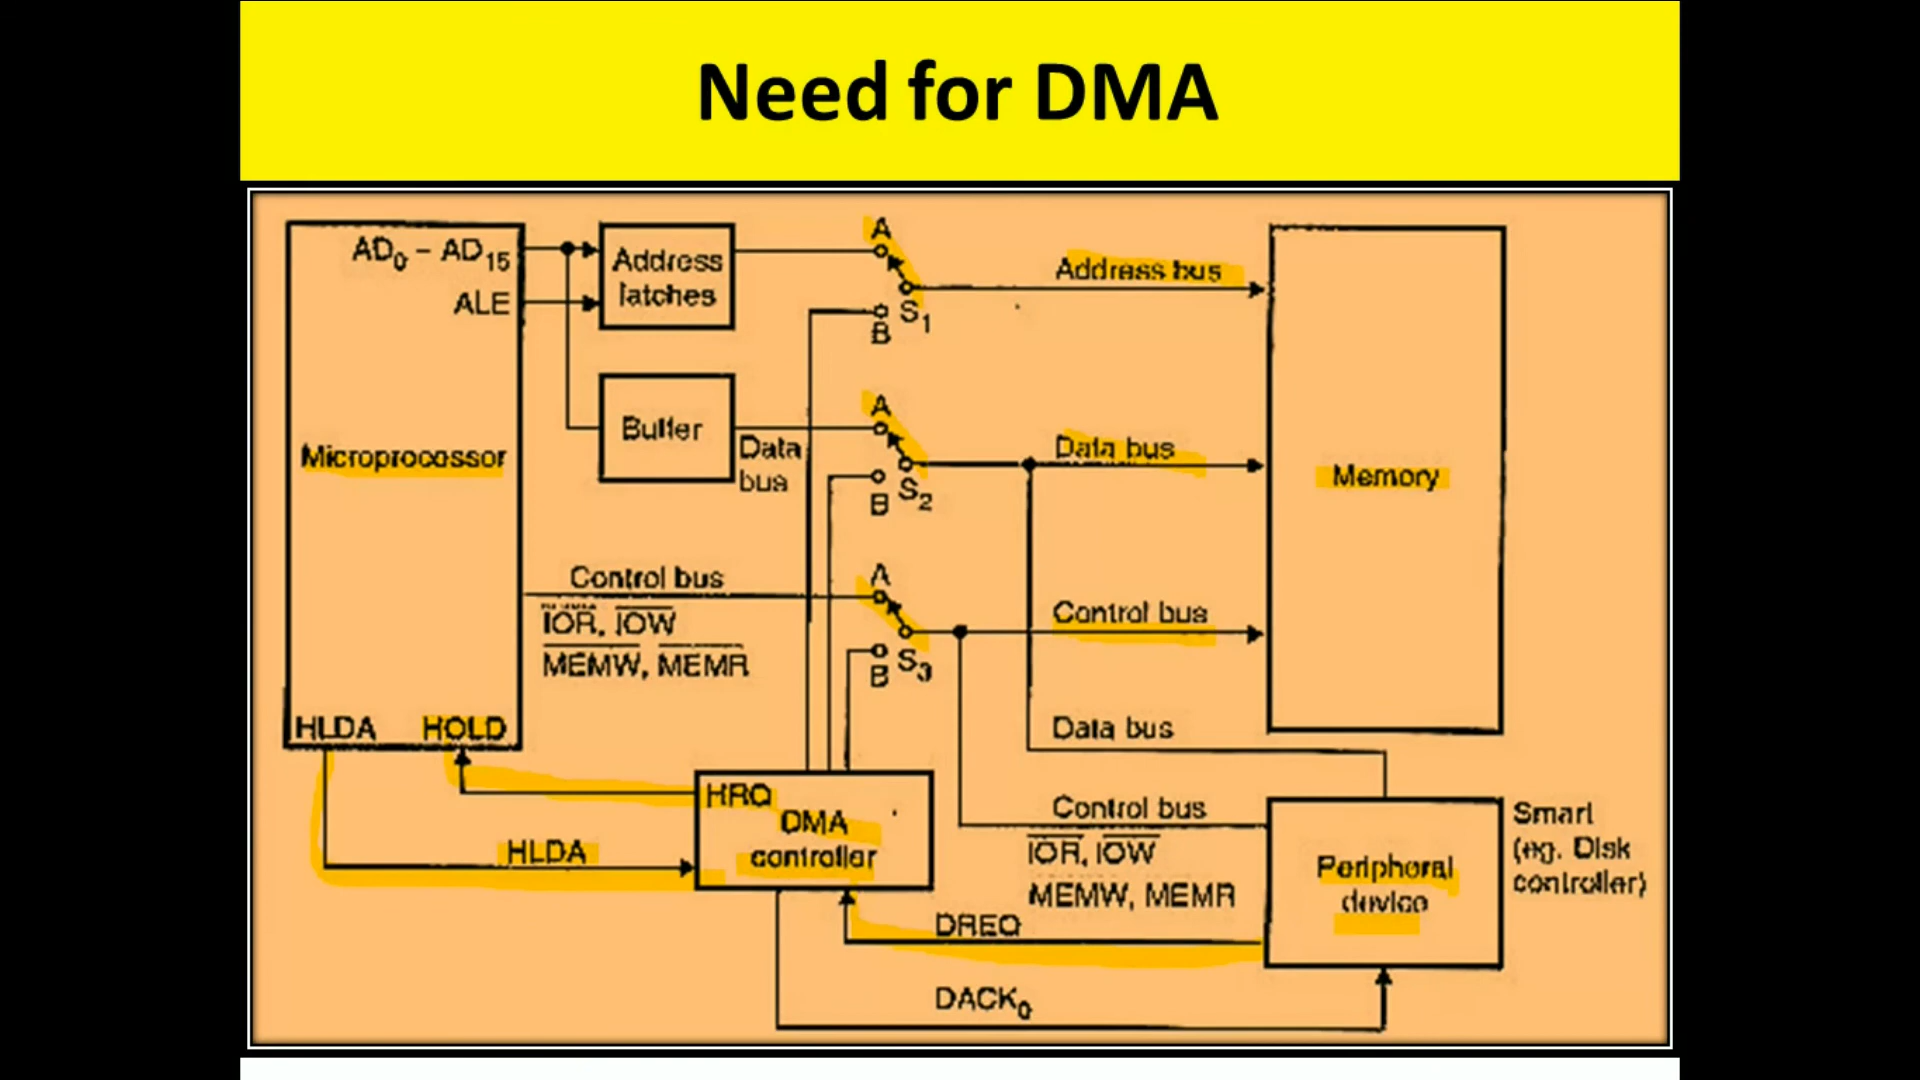 Need for DMA
AD0 – AD15
ALE
Address
latches
A
B
S1
Address bus
Microprocessor
Buffer
Data
bus
A
B
S2
Data bus
Memory
Control bus
IOR, IOW
MEMW, MEMR
A
B
S3
Control bus
HLDA HOLD
Data bus
HRQ
DMA
controller
HLDA
Control bus
IOR, IOW
MEMW, MEMR
Peripheral
device
Smart
(eg. Disk
controller)
DREQ
DACK0